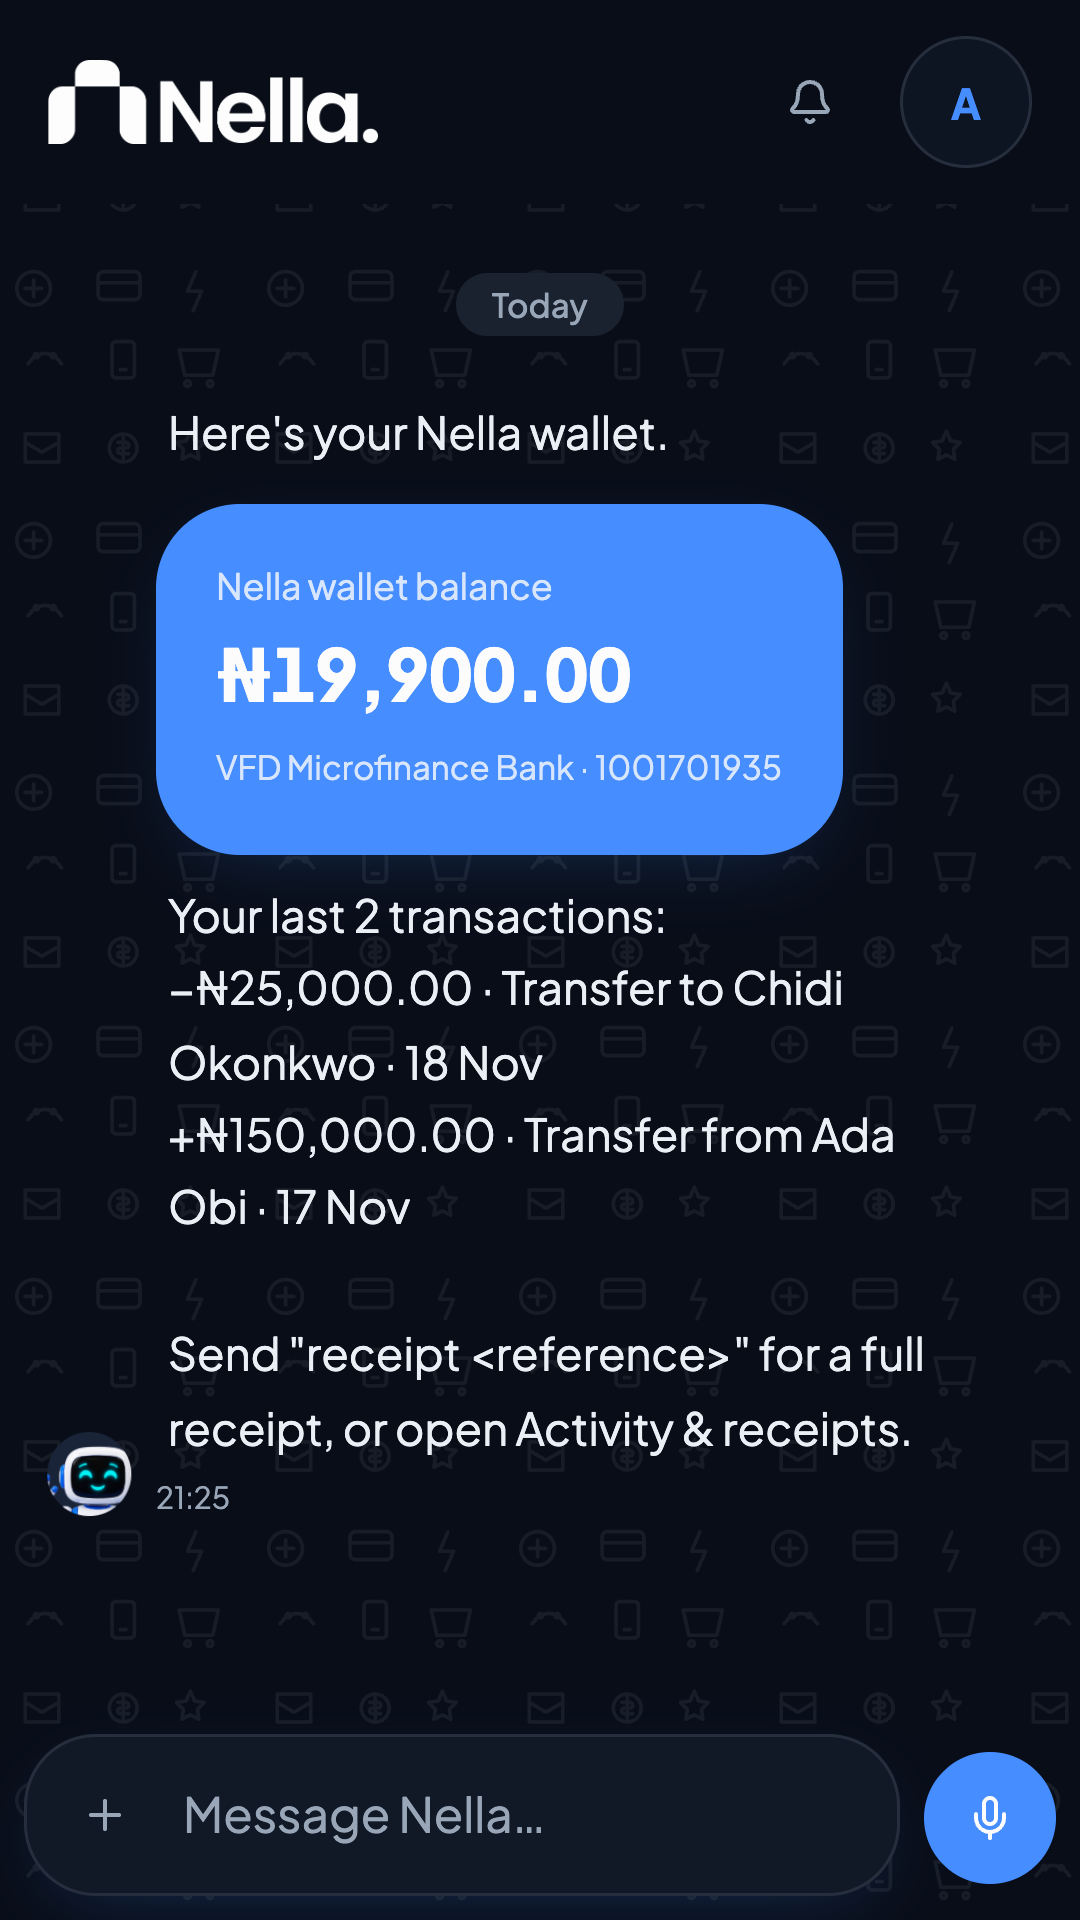 Nella.
A
Today
Here's your Nella wallet.
Nella wallet balance
₦19,900.00
VFD Microfinance Bank · 1001701935
Your last 2 transactions:
−₦25,000.00 · Transfer to Chidi
Okonkwo · 18 Nov
+₦150,000.00 · Transfer from Ada
Obi · 17 Nov
Send "receipt <reference>" for a full
receipt, or open Activity & receipts.
21:25
Message Nella…